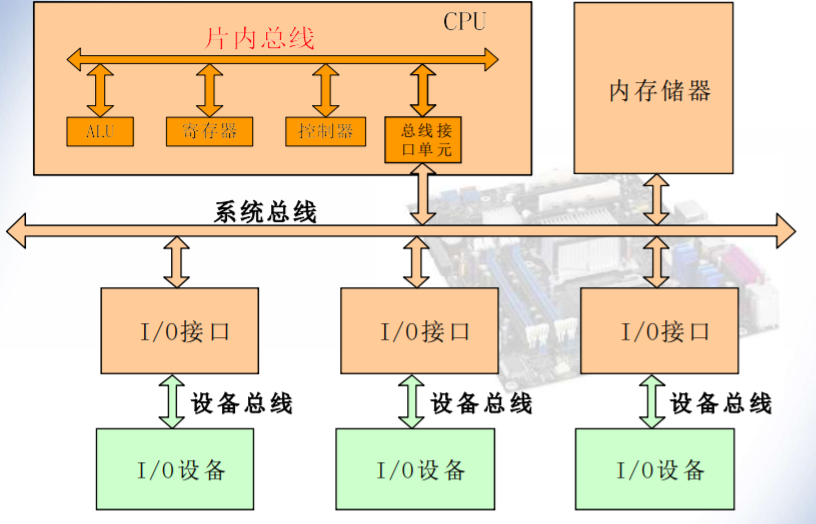 CPU
片内总线
ALU
寄存器
控制器
总线接
口单元
内存储器
系统总线
I/O接口
I/O接口
I/O接口
设备总线
设备总线
设备总线
I/O设备
I/O设备
I/O设备